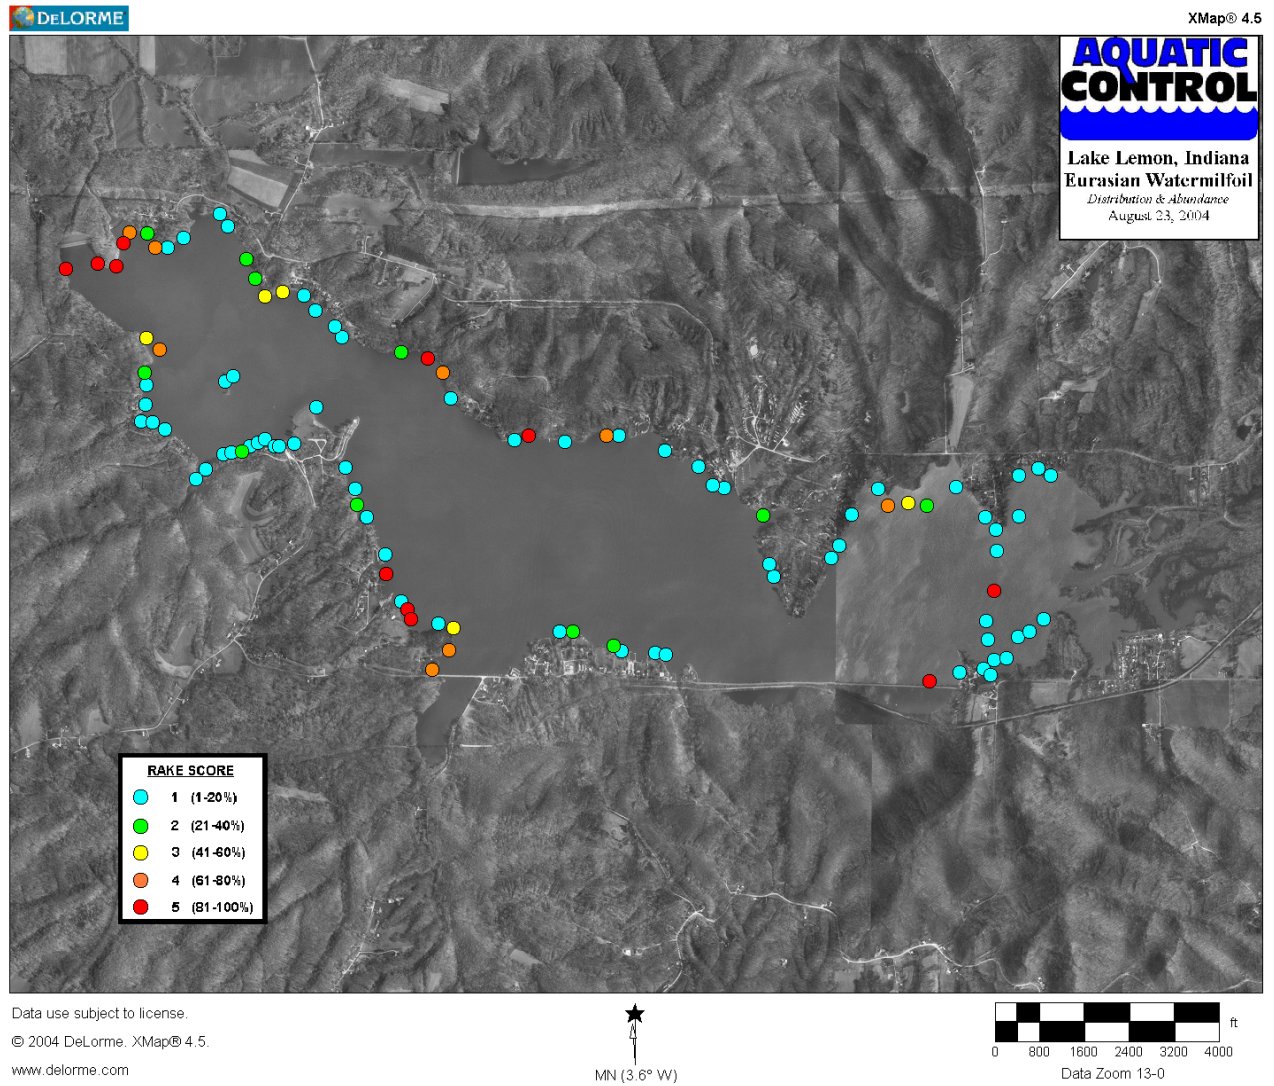 DELORME
XMap® 4.5
AQUATIC
CONTROL
Lake Lemon, Indiana
Eurasian Watermilfoil
Distribution & Abundance
August 23, 2004
RAKE SCORE
1 (1-20%)
2 (21-40%)
3 (41-60%)
4 (61-80%)
5 (81-100%)
Data use subject to license.
© 2004 DeLorme. XMap® 4.5.
www.delorme.com
MN (3.6° W)
ft
0 800 1600 2400 3200 4000
Data Zoom 13-0